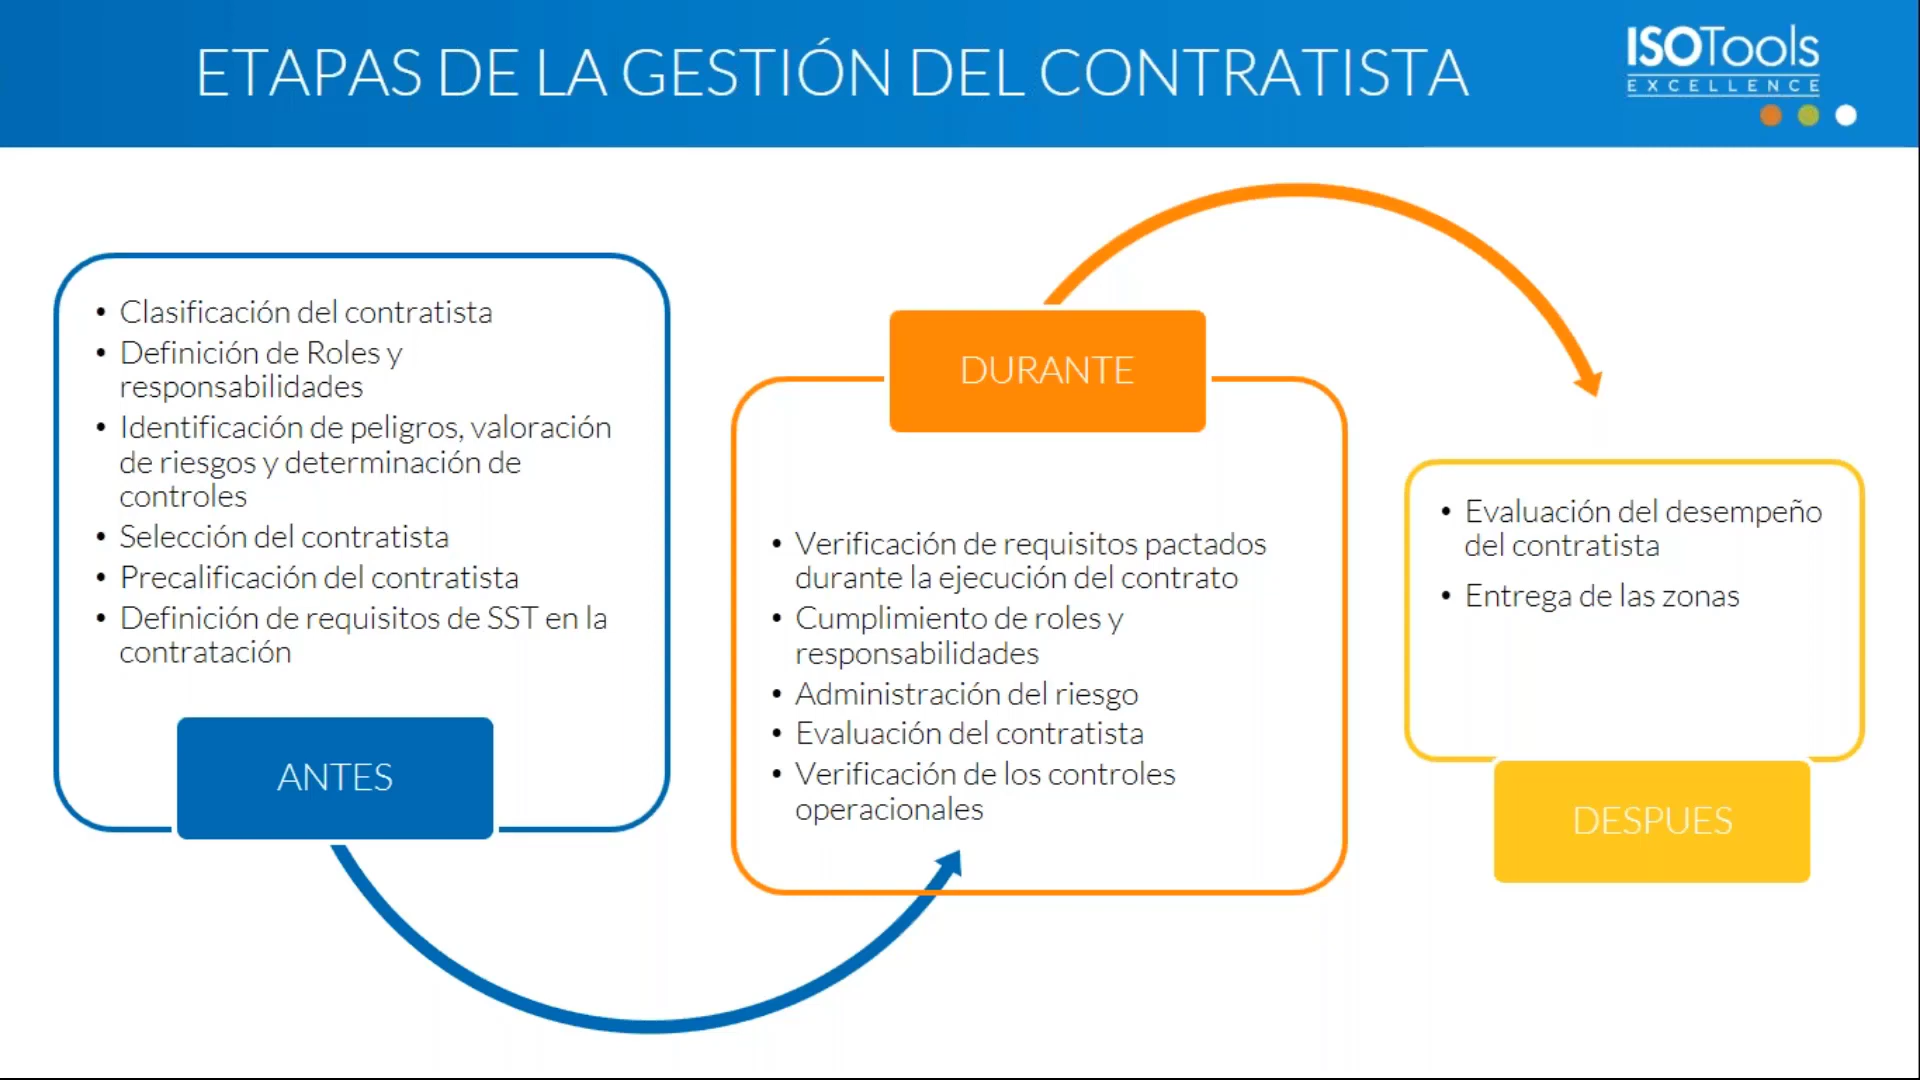 ETAPAS DE LA GESTIÓN DEL CONTRATISTA
ISOTools
EXCELLENCE
• Clasificación del contratista
• Definición de Roles y
responsabilidades
• Identificación de peligros, valoración
de riesgos y determinación de
controles
• Selección del contratista
• Precalificación del contratista
• Definición de requisitos de SST en la
contratación
ANTES
DURANTE
• Verificación de requisitos pactados
durante la ejecución del contrato
• Cumplimiento de roles y
responsabilidades
• Administración del riesgo
• Evaluación del contratista
• Verificación de los controles
operacionales
• Evaluación del desempeño
del contratista
• Entrega de las zonas
DESPUES